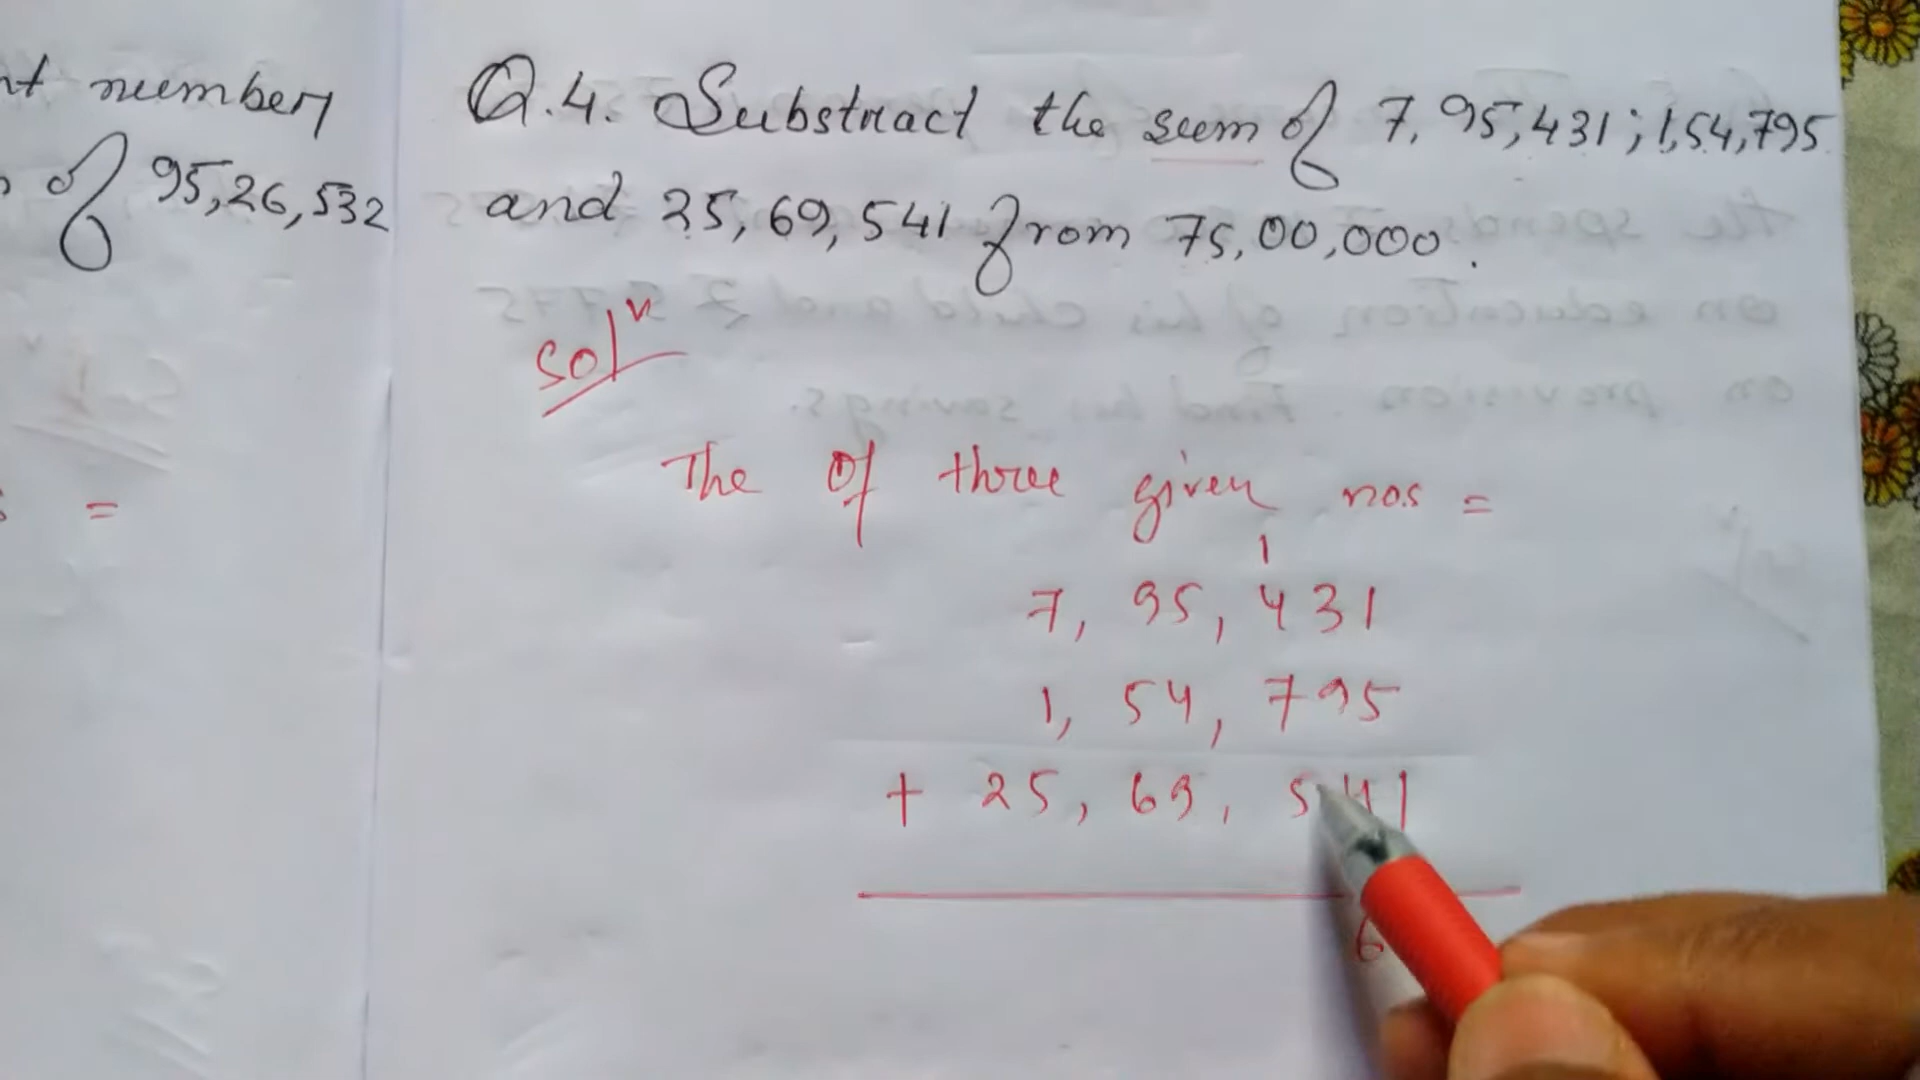 nt number
of 95,26,532
=
Q.4. Substract the sum of 7,95,431; 1,54,795
and 25,69,541 from 75,00,000.
Solⁿ
The of three given nos =
1
7, 95, 431
1, 54, 795
+ 25, 69, 541
6